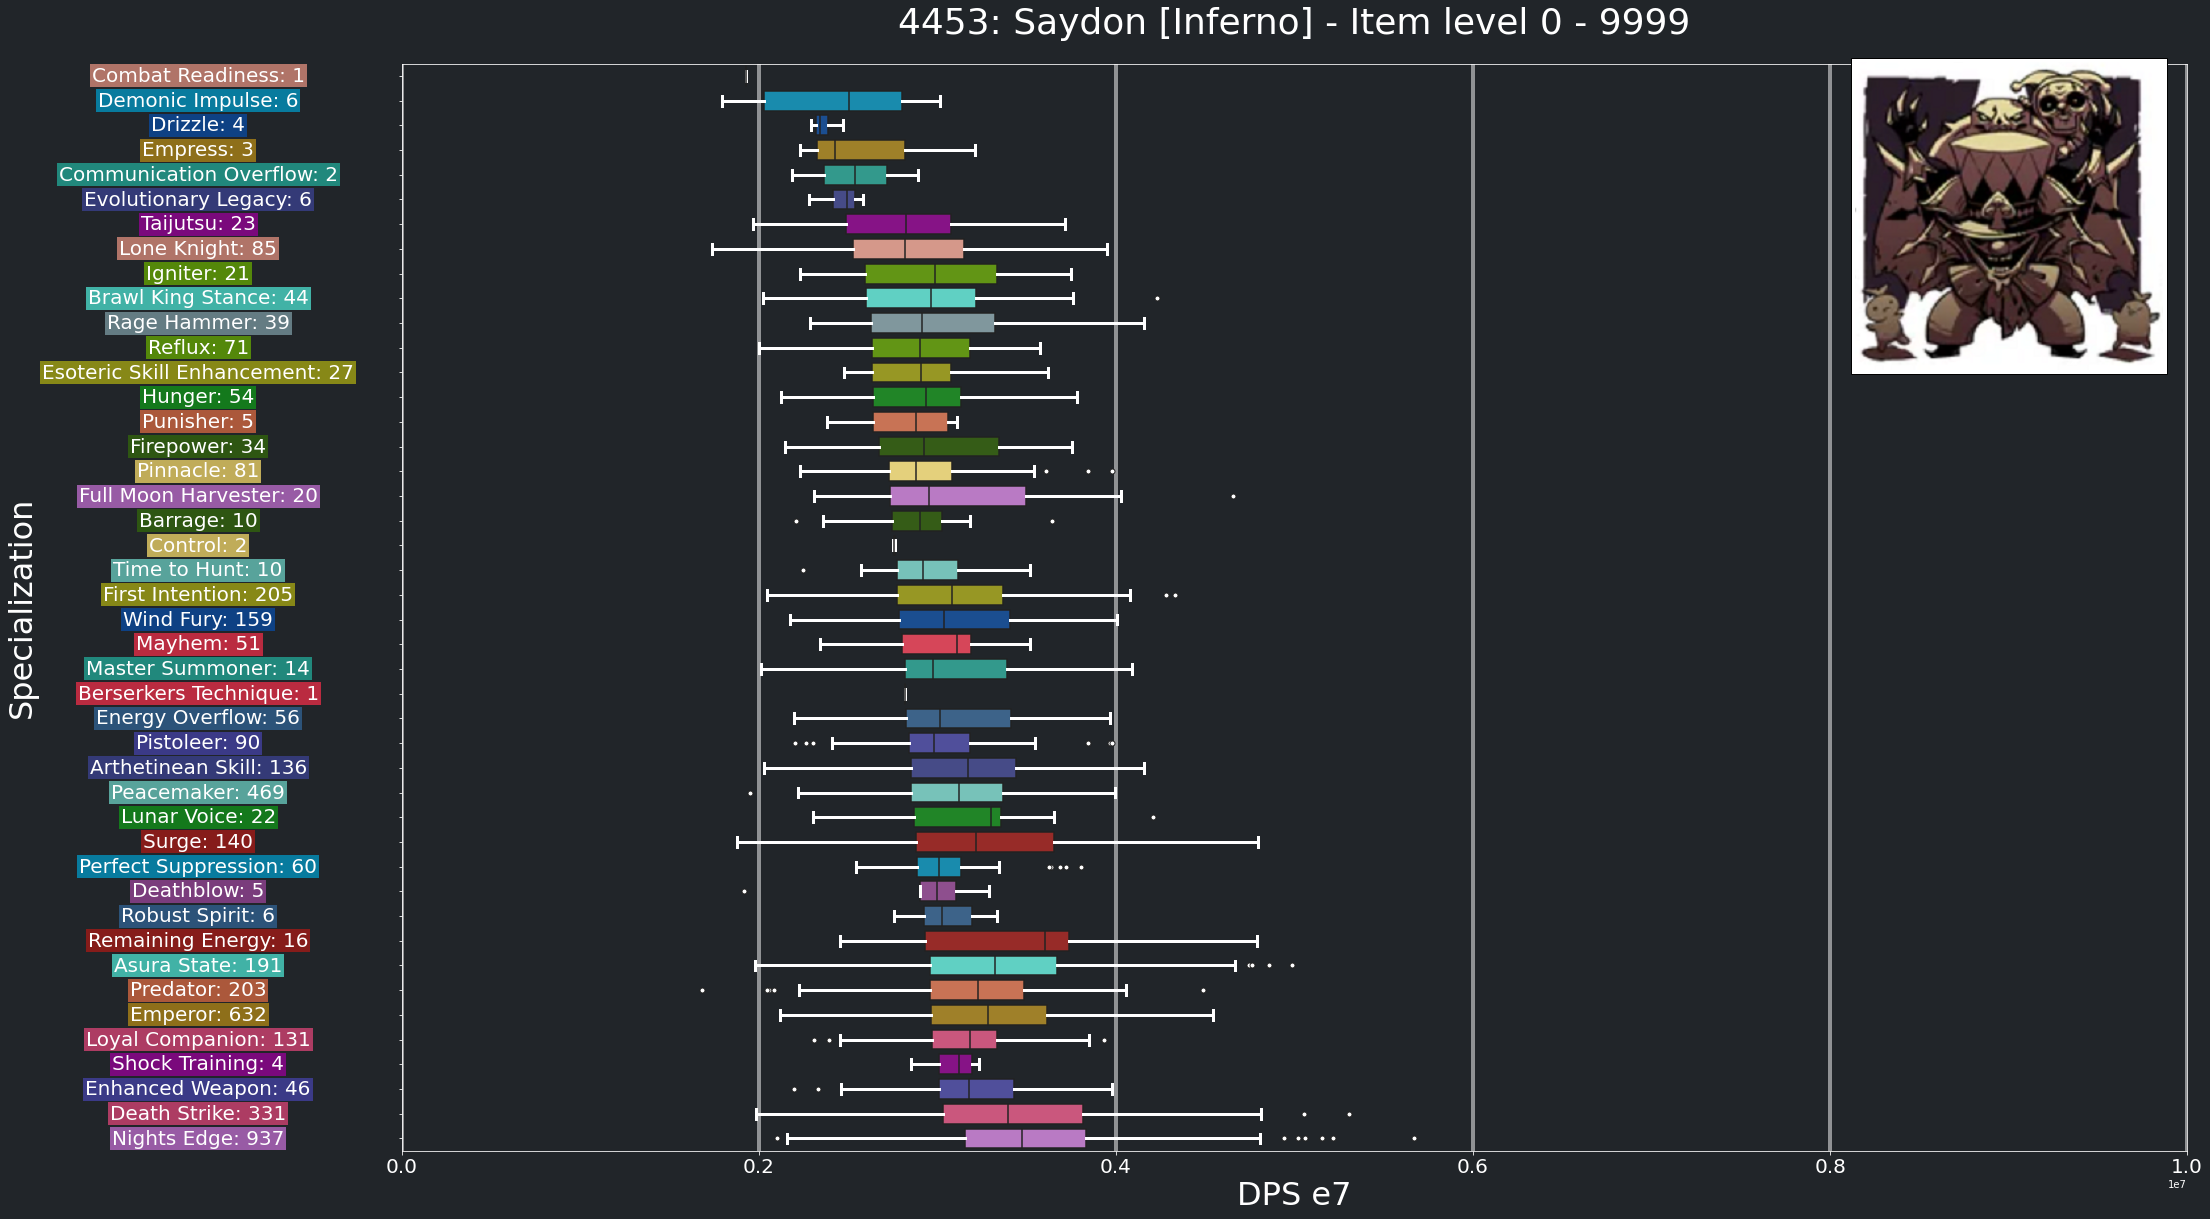 4453: Saydon [Inferno] - Item level 0 - 9999
Combat Readiness: 1
Demonic Impulse: 6
Drizzle: 4
Empress: 3
Communication Overflow: 2
Evolutionary Legacy: 6
Taijutsu: 23
Lone Knight: 85
Igniter: 21
Brawl King Stance: 44
Rage Hammer: 39
Reflux: 71
Esoteric Skill Enhancement: 27
Hunger: 54
Punisher: 5
Firepower: 34
Pinnacle: 81
Full Moon Harvester: 20
Barrage: 10
Control: 2
Time to Hunt: 10
First Intention: 205
Wind Fury: 159
Mayhem: 51
Master Summoner: 14
Berserkers Technique: 1
Energy Overflow: 56
Pistoleer: 90
Arthetinean Skill: 136
Peacemaker: 469
Lunar Voice: 22
Surge: 140
Perfect Suppression: 60
Deathblow: 5
Robust Spirit: 6
Remaining Energy: 16
Asura State: 191
Predator: 203
Emperor: 632
Loyal Companion: 131
Shock Training: 4
Enhanced Weapon: 46
Death Strike: 331
Nights Edge: 937
Specialization
0.0 0.2 0.4 0.6 0.8 1.0
1e7
DPS e7